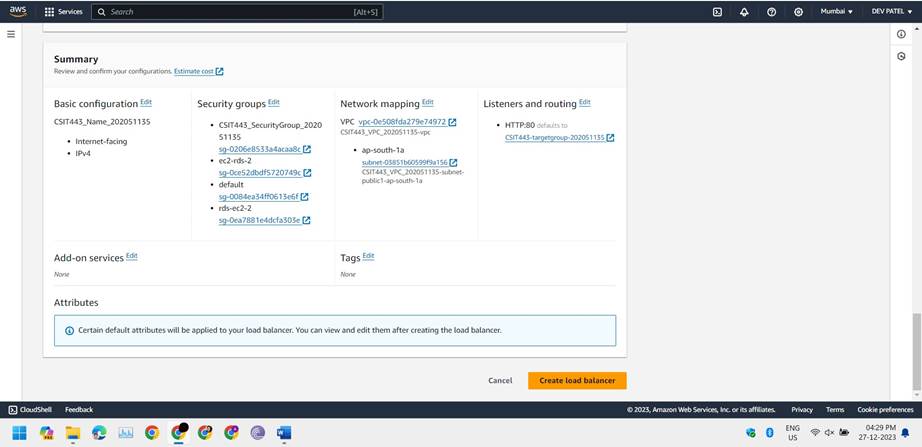 aws
Services
Search
[Alt+S]
Mumbai
DEV PATEL
Summary
Review and confirm your configurations. Estimate cost
Basic configuration Edit
CSIT443_Name_202051135
Internet-facing
IPv4
Security groups Edit
CSIT443_SecurityGroup_2020
51135
sg-0206e8533a4acaa8c
ec2-rds-2
sg-0ce52dbdf5720749c
default
sg-0084ea34ff0613e6f
rds-ec2-2
sg-0ea7881e4dcfa303e
Network mapping Edit
VPC vpc-0e508fda279e74972
CSIT443_VPC_202051135-vpc
ap-south-1a
subnet-03851b60599f9a156
CSIT443_VPC_202051135-subnet-
public1-ap-south-1a
Listeners and routing Edit
HTTP:80 defaults to
CSIT443-targetgroup-202051135
Add-on services Edit
None
Tags Edit
None
Attributes
Certain default attributes will be applied to your load balancer. You can view and edit them after creating the load balancer.
Cancel
Create load balancer
CloudShell
Feedback
© 2023, Amazon Web Services, Inc. or its affiliates.
Privacy
Terms
Cookie preferences
ENG
US
04:29 PM
27-12-2023